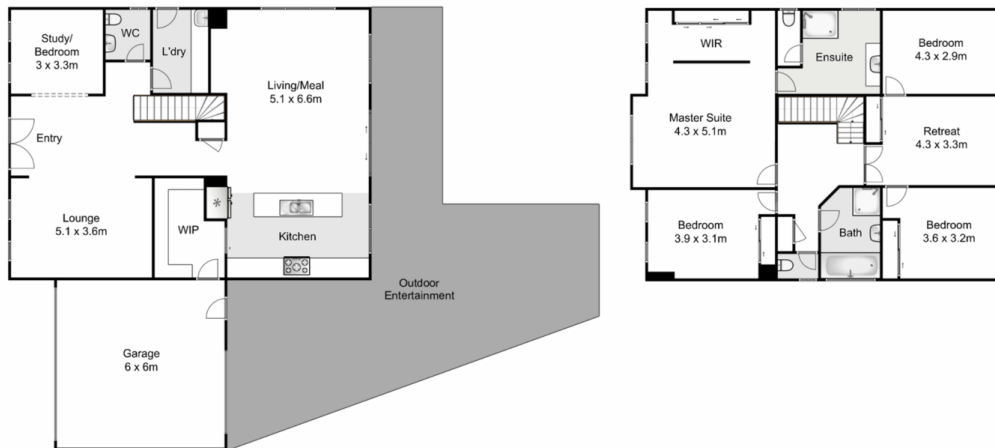 Study/
Bedroom
3 x 3.3m
WC
L'dry
Living/Meal
5.1 x 6.6m
Entry
Lounge
5.1 x 3.6m
WIP
Kitchen
Outdoor
Entertainment
Garage
6 x 6m
WIR
Ensuite
Bedroom
4.3 x 2.9m
Master Suite
4.3 x 5.1m
Retreat
4.3 x 3.3m
Bedroom
3.9 x 3.1m
Bath
Bedroom
3.6 x 3.2m